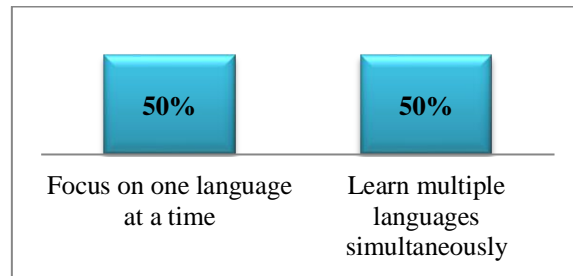 50%
50%
Focus on one language
at a time
Learn multiple
languages
simultaneously